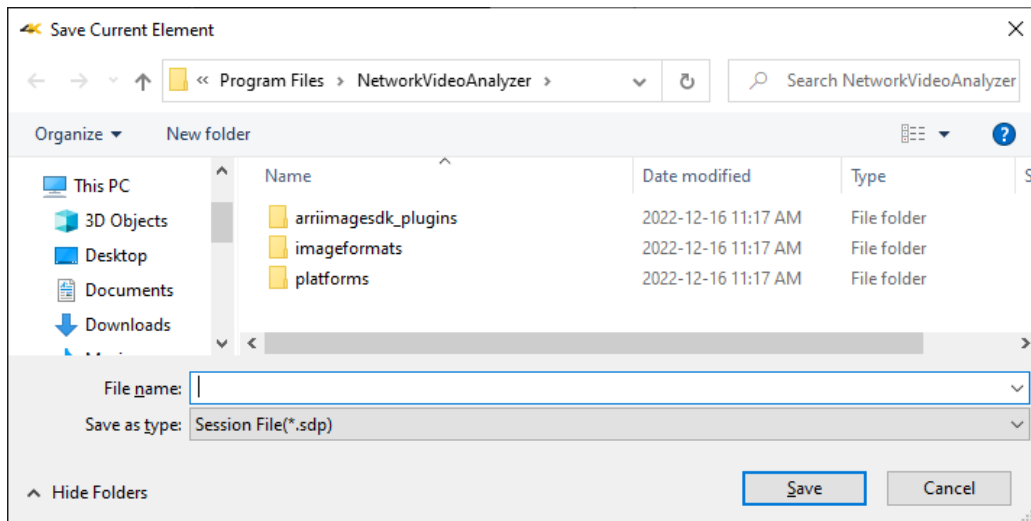 4K Save Current Element
« Program Files > NetworkVideoAnalyzer >
Search NetworkVideoAnalyzer
Organize
New folder
Name Date modified Type
This PC
3D Objects
Desktop
Documents
Downloads
arriimagesdk_plugins 2022-12-16 11:17 AM File folder
imageformats 2022-12-16 11:17 AM File folder
platforms 2022-12-16 11:17 AM File folder
File name:
Save as type: Session File(*.sdp)
Hide Folders
Save
Cancel